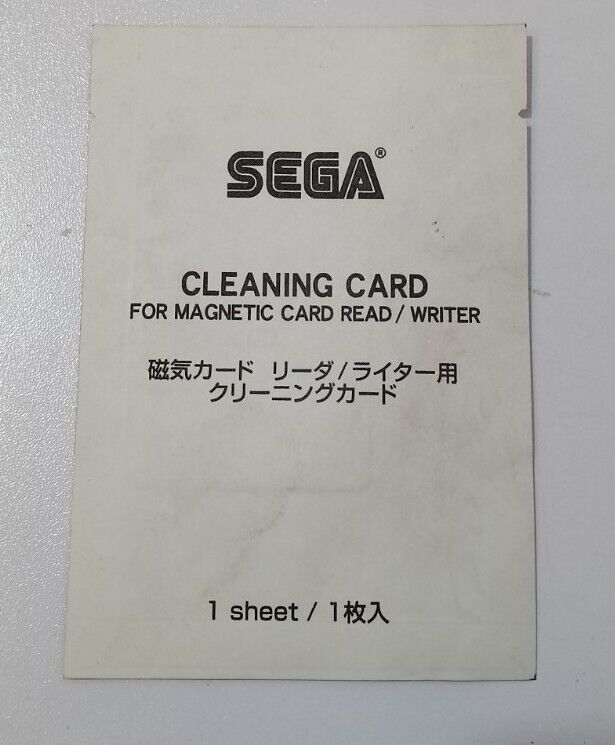 SEGA®
CLEANING CARD
FOR MAGNETIC CARD READ / WRITER
磁気カード リーダ/ライター用
クリーニングカード
1 sheet / 1枚入